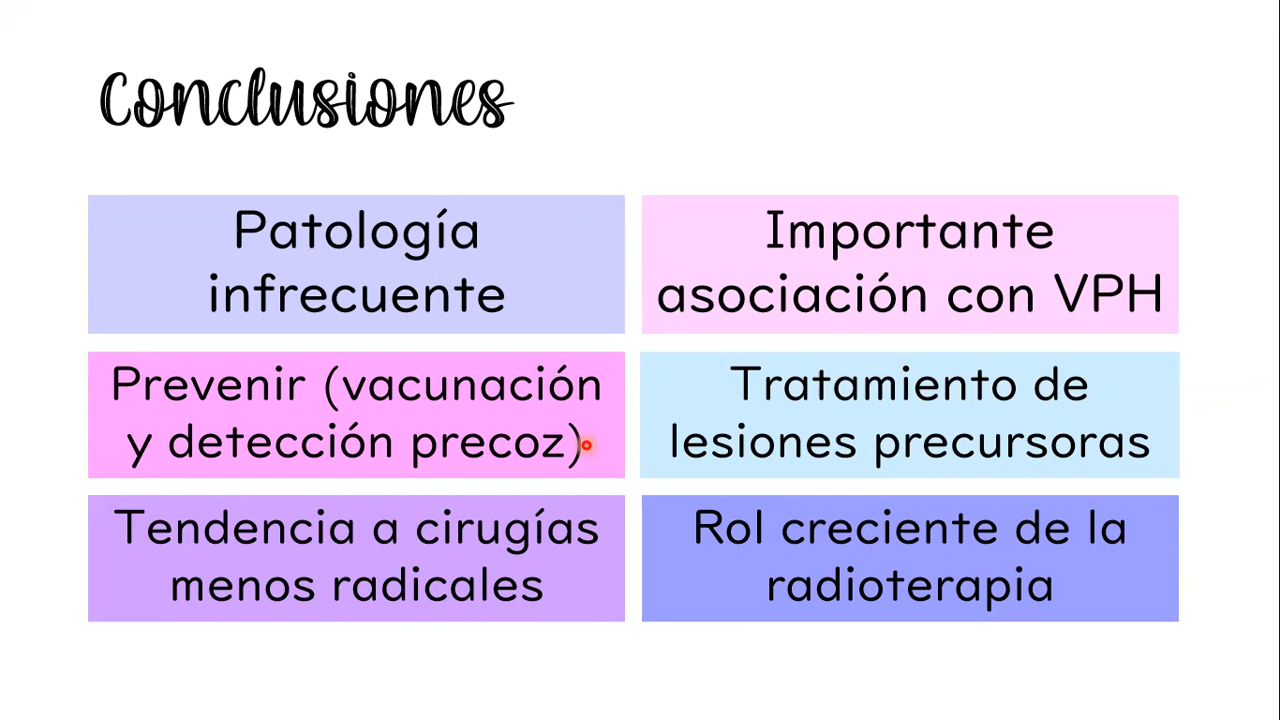 Conclusiones
Patología
infrecuente
Importante
asociación con VPH
Prevenir (vacunación
y detección precoz)
Tratamiento de
lesiones precursoras
Tendencia a cirugías
menos radicales
Rol creciente de la
radioterapia